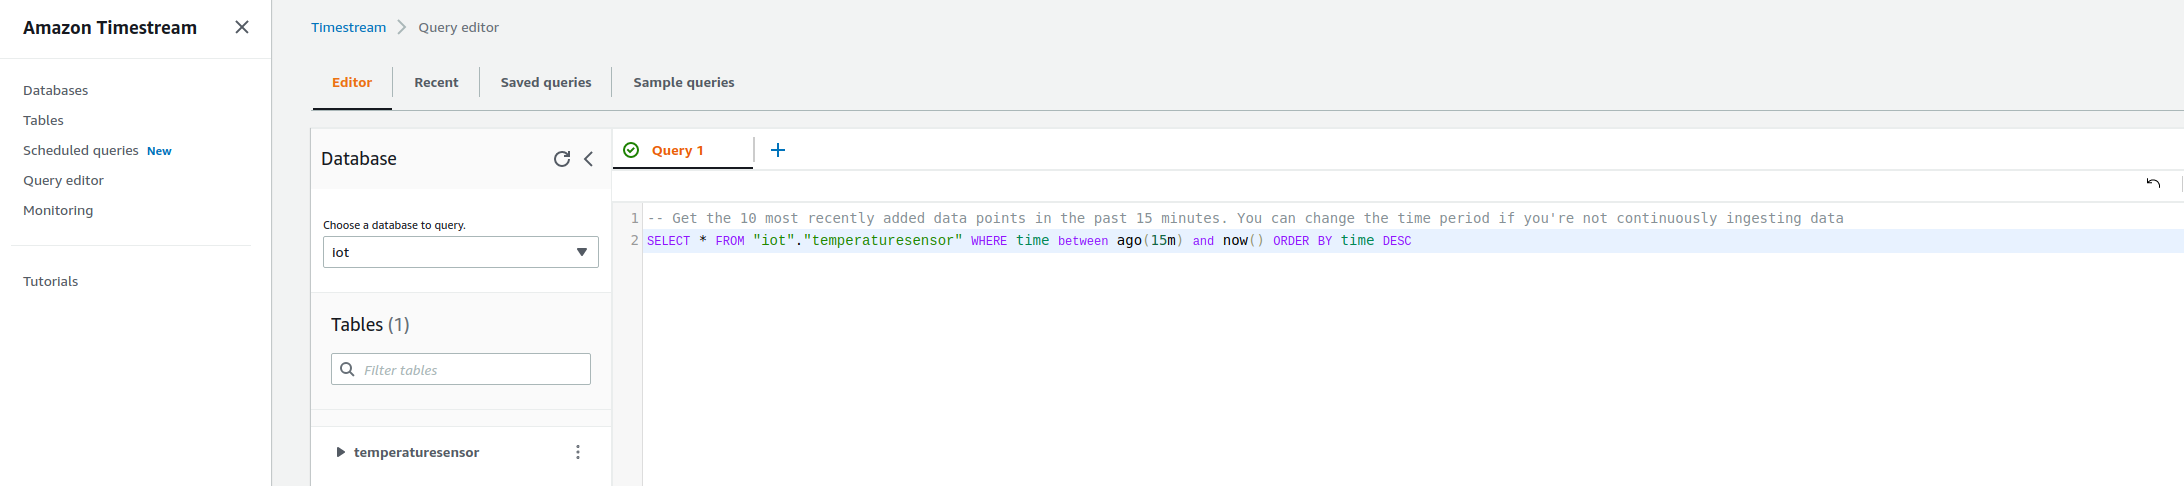 Amazon Timestream
Databases
Tables
Scheduled queries New
Query editor
Monitoring
Tutorials
Timestream Query editor
Editor Recent Saved queries Sample queries
Database
Choose a database to query.
iot
Tables (1)
Filter tables
temperaturesensor
Query 1
1 -- Get the 10 most recently added data points in the past 15 minutes. You can change the time period if you're not continuously ingesting data
2 SELECT * FROM "iot"."temperaturesensor" WHERE time between ago(15m) and now() ORDER BY time DESC